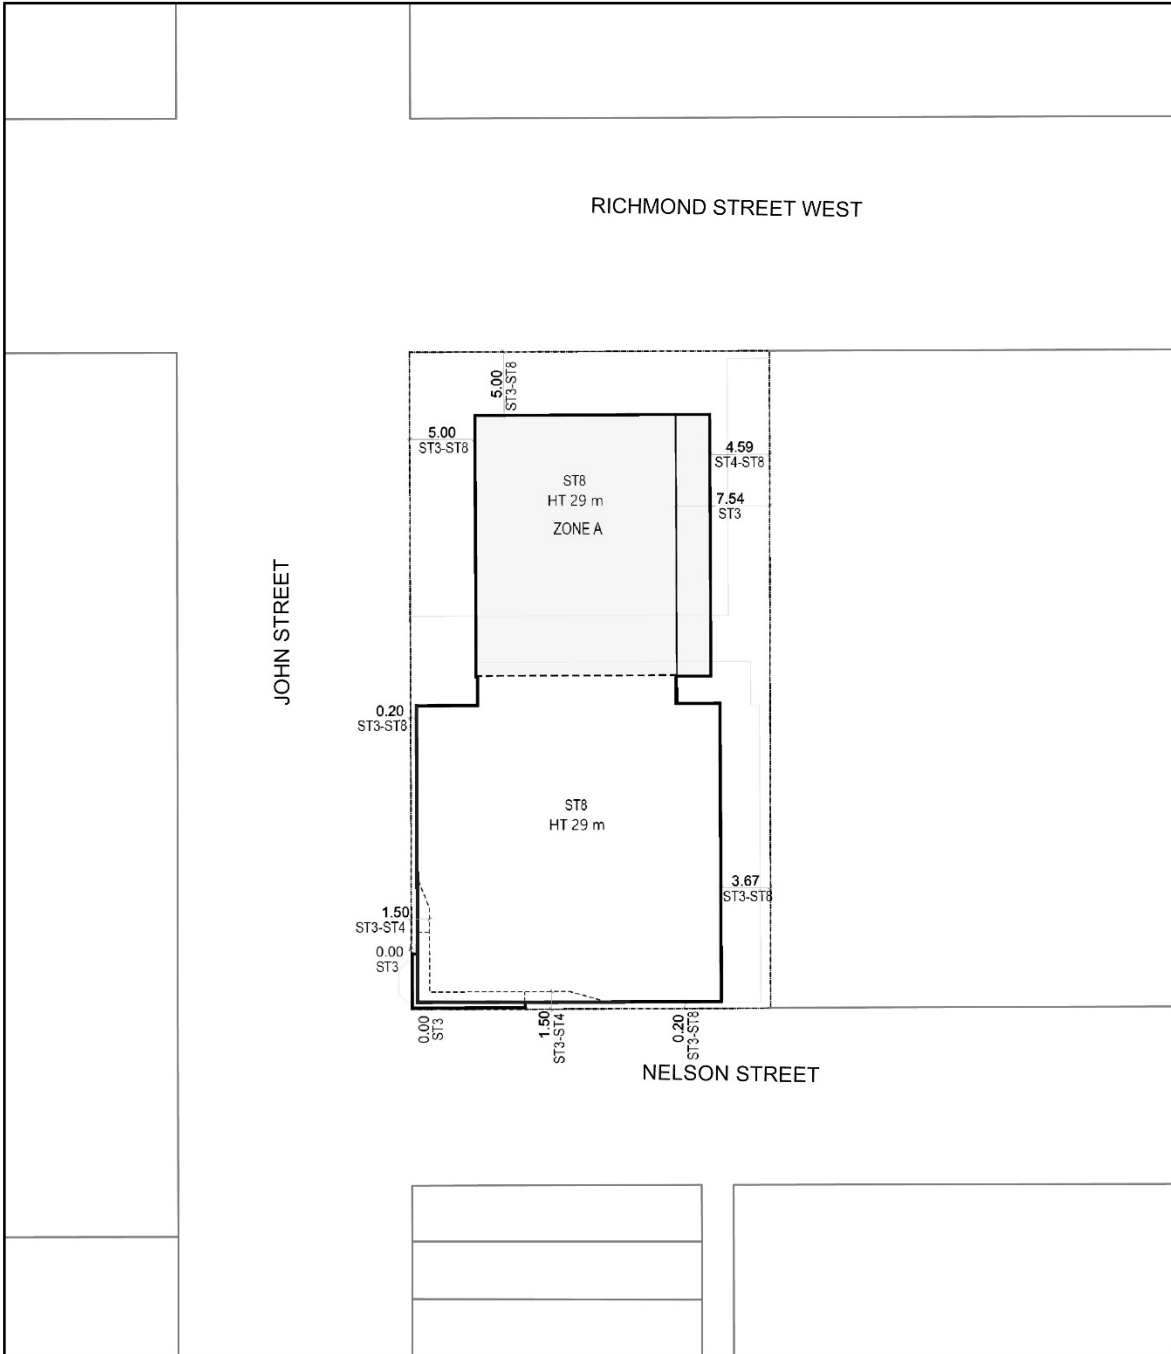 RICHMOND STREET WEST
5.00
ST3-ST8
5.00
ST3-ST8
4.59
ST4-ST8
ST8
HT 29 m
ZONE A
7.54
ST3
JOHN STREET
0.20
ST3-ST8
ST8
HT 29 m
3.67
ST3-ST8
1.50
ST3-ST4
0.00
ST3
0.00
ST3
1.50
ST3-ST4
0.20
ST3-ST8
NELSON STREET